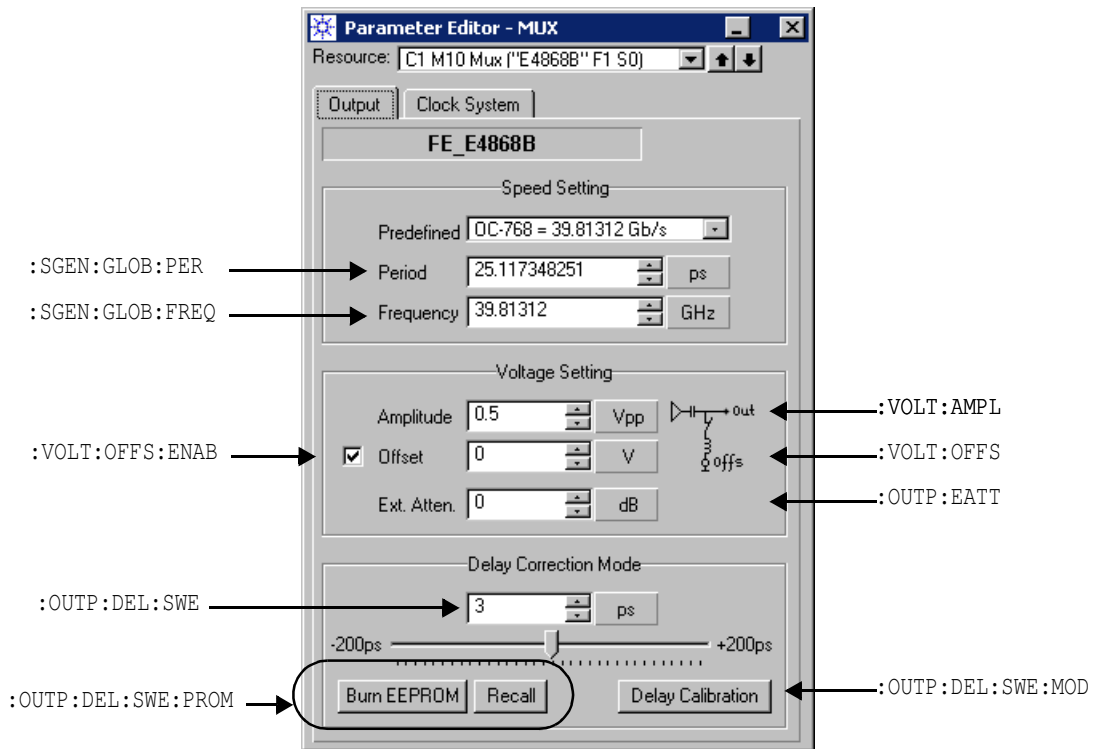 Parameter Editor - MUX
Resource: C1 M10 Mux ("E4868B" F1 S0)
Output Clock System
FE_E4868B
Speed Setting
Predefined OC-768 = 39.81312 Gb/s
:SGEN:GLOB:PER Period 25.117348251 ps
:SGEN:GLOB:FREQ Frequency 39.81312 GHz
Voltage Setting
Amplitude 0.5 Vpp Out :VOLT:AMPL
:VOLT:OFFS:ENAB Offset 0 V Offs :VOLT:OFFS
Ext. Atten. 0 dB :OUTP:EATT
Delay Correction Mode
:OUTP:DEL:SWE 3 ps
-200ps +200ps
:OUTP:DEL:SWE:PROM Burn EEPROM Recall Delay Calibration :OUTP:DEL:SWE:MOD